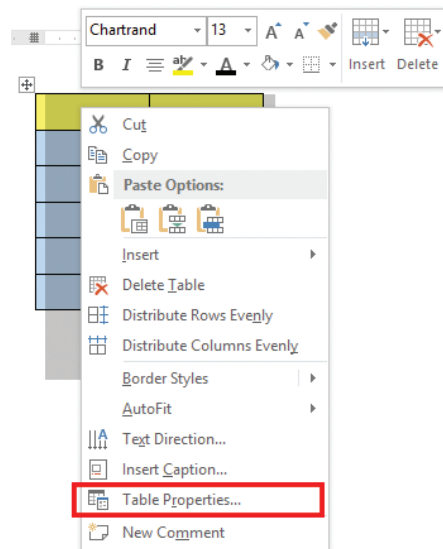 Chartrand 13 A A
B I ab A Insert Delete
Cut
Copy
Paste Options:
Insert
Delete Table
Distribute Rows Evenly
Distribute Columns Evenly
Border Styles
AutoFit
Text Direction...
Insert Caption...
Table Properties...
New Comment